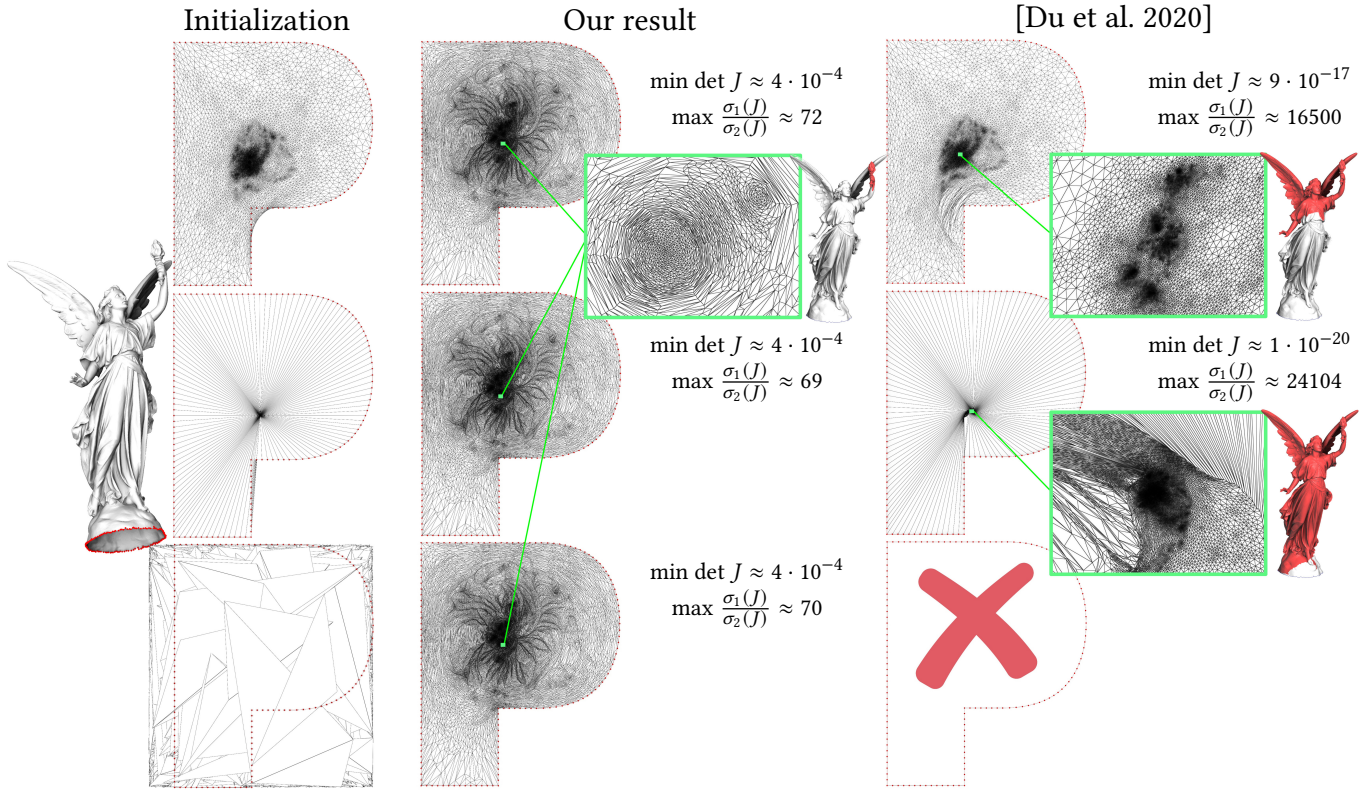 Initialization
Our result
[Du et al. 2020]
min det J ≈ 4 · 10⁻⁴
max σ₁(J)/σ₂(J) ≈ 72
min det J ≈ 9 · 10⁻¹⁷
max σ₁(J)/σ₂(J) ≈ 16500
min det J ≈ 4 · 10⁻⁴
max σ₁(J)/σ₂(J) ≈ 69
min det J ≈ 1 · 10⁻²⁰
max σ₁(J)/σ₂(J) ≈ 24104
min det J ≈ 4 · 10⁻⁴
max σ₁(J)/σ₂(J) ≈ 70